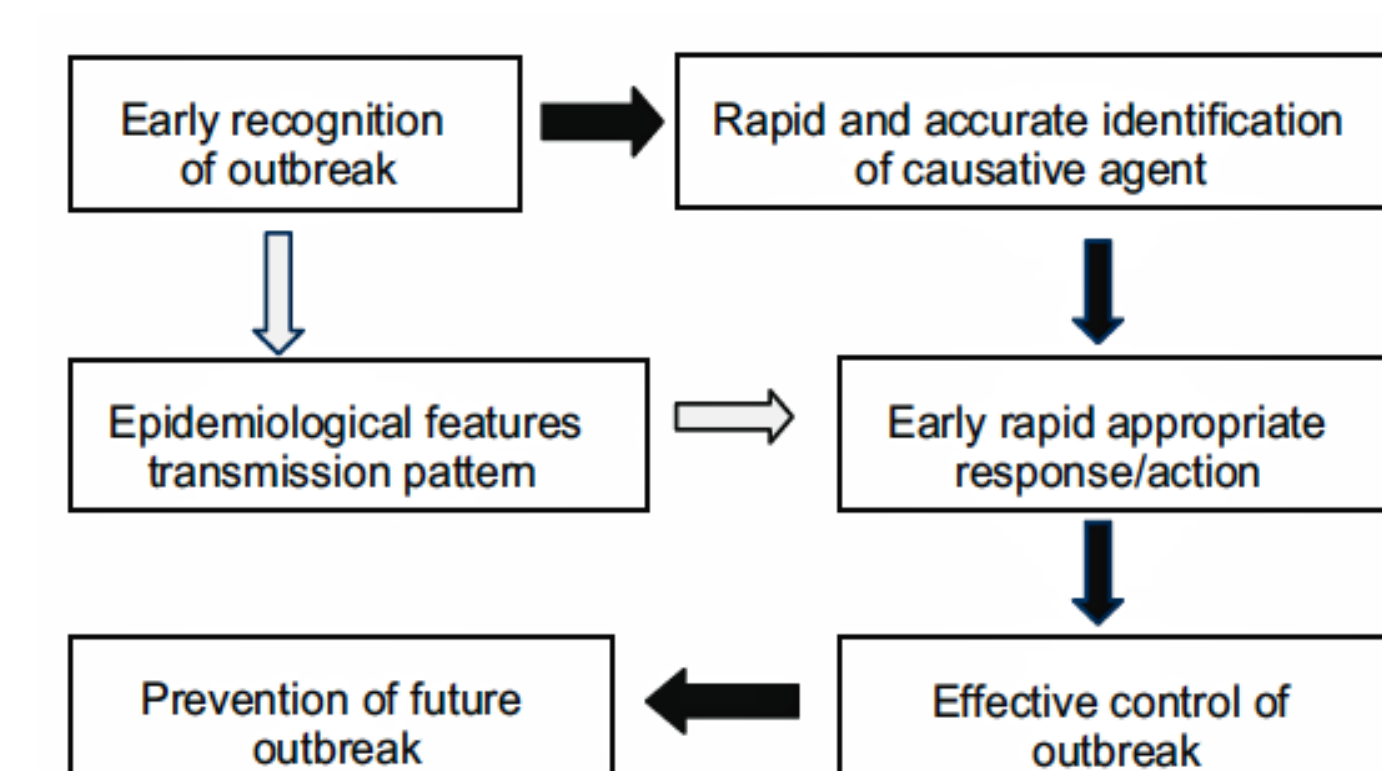 Early recognition
of outbreak
Rapid and accurate identification
of causative agent
Epidemiological features
transmission pattern
Early rapid appropriate
response/action
Prevention of future
outbreak
Effective control of
outbreak